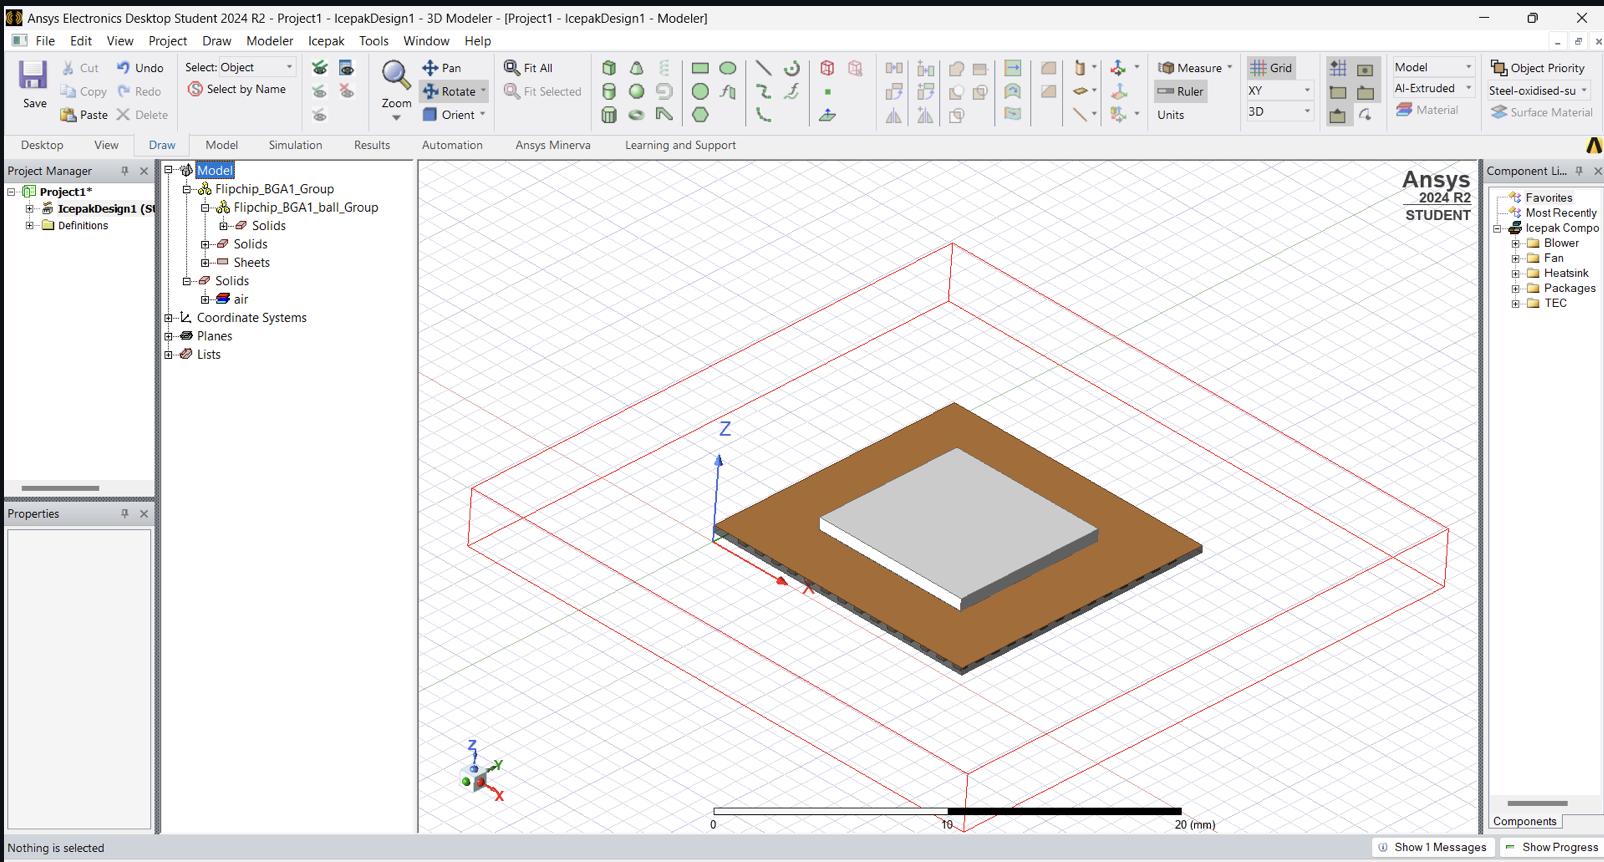 Ansys Electronics Desktop Student 2024 R2 - Project1 - IcepakDesign1 - 3D Modeler - [Project1 - IcepakDesign1 - Modeler]
File Edit View Project Draw Modeler Icepak Tools Window Help
Save
Cut Undo
Copy Redo
Paste Delete
Select: Object
Select by Name
Zoom
Pan
Rotate
Orient
Fit All
Fit Selected
Measure
Ruler
Units
Grid
XY
3D
Model
Al-Extruded
Material
Object Priority
Steel-oxidised-su
Surface Material
Desktop View Draw Model Simulation Results Automation Ansys Minerva Learning and Support
Project Manager
Project1*
IcepakDesign1 (St
Definitions
Properties
Model
Flipchip_BGA1_Group
Flipchip_BGA1_ball_Group
Solids
Solids
Sheets
Solids
air
Coordinate Systems
Planes
Lists
Ansys
2024 R2
STUDENT
Z
X
Z
Y
X
0 10 20 (mm)
Component Li...
Favorites
Most Recently
Icepak Compo
Blower
Fan
Heatsink
Packages
TEC
Components
Nothing is selected
Show 1 Messages Show Progress